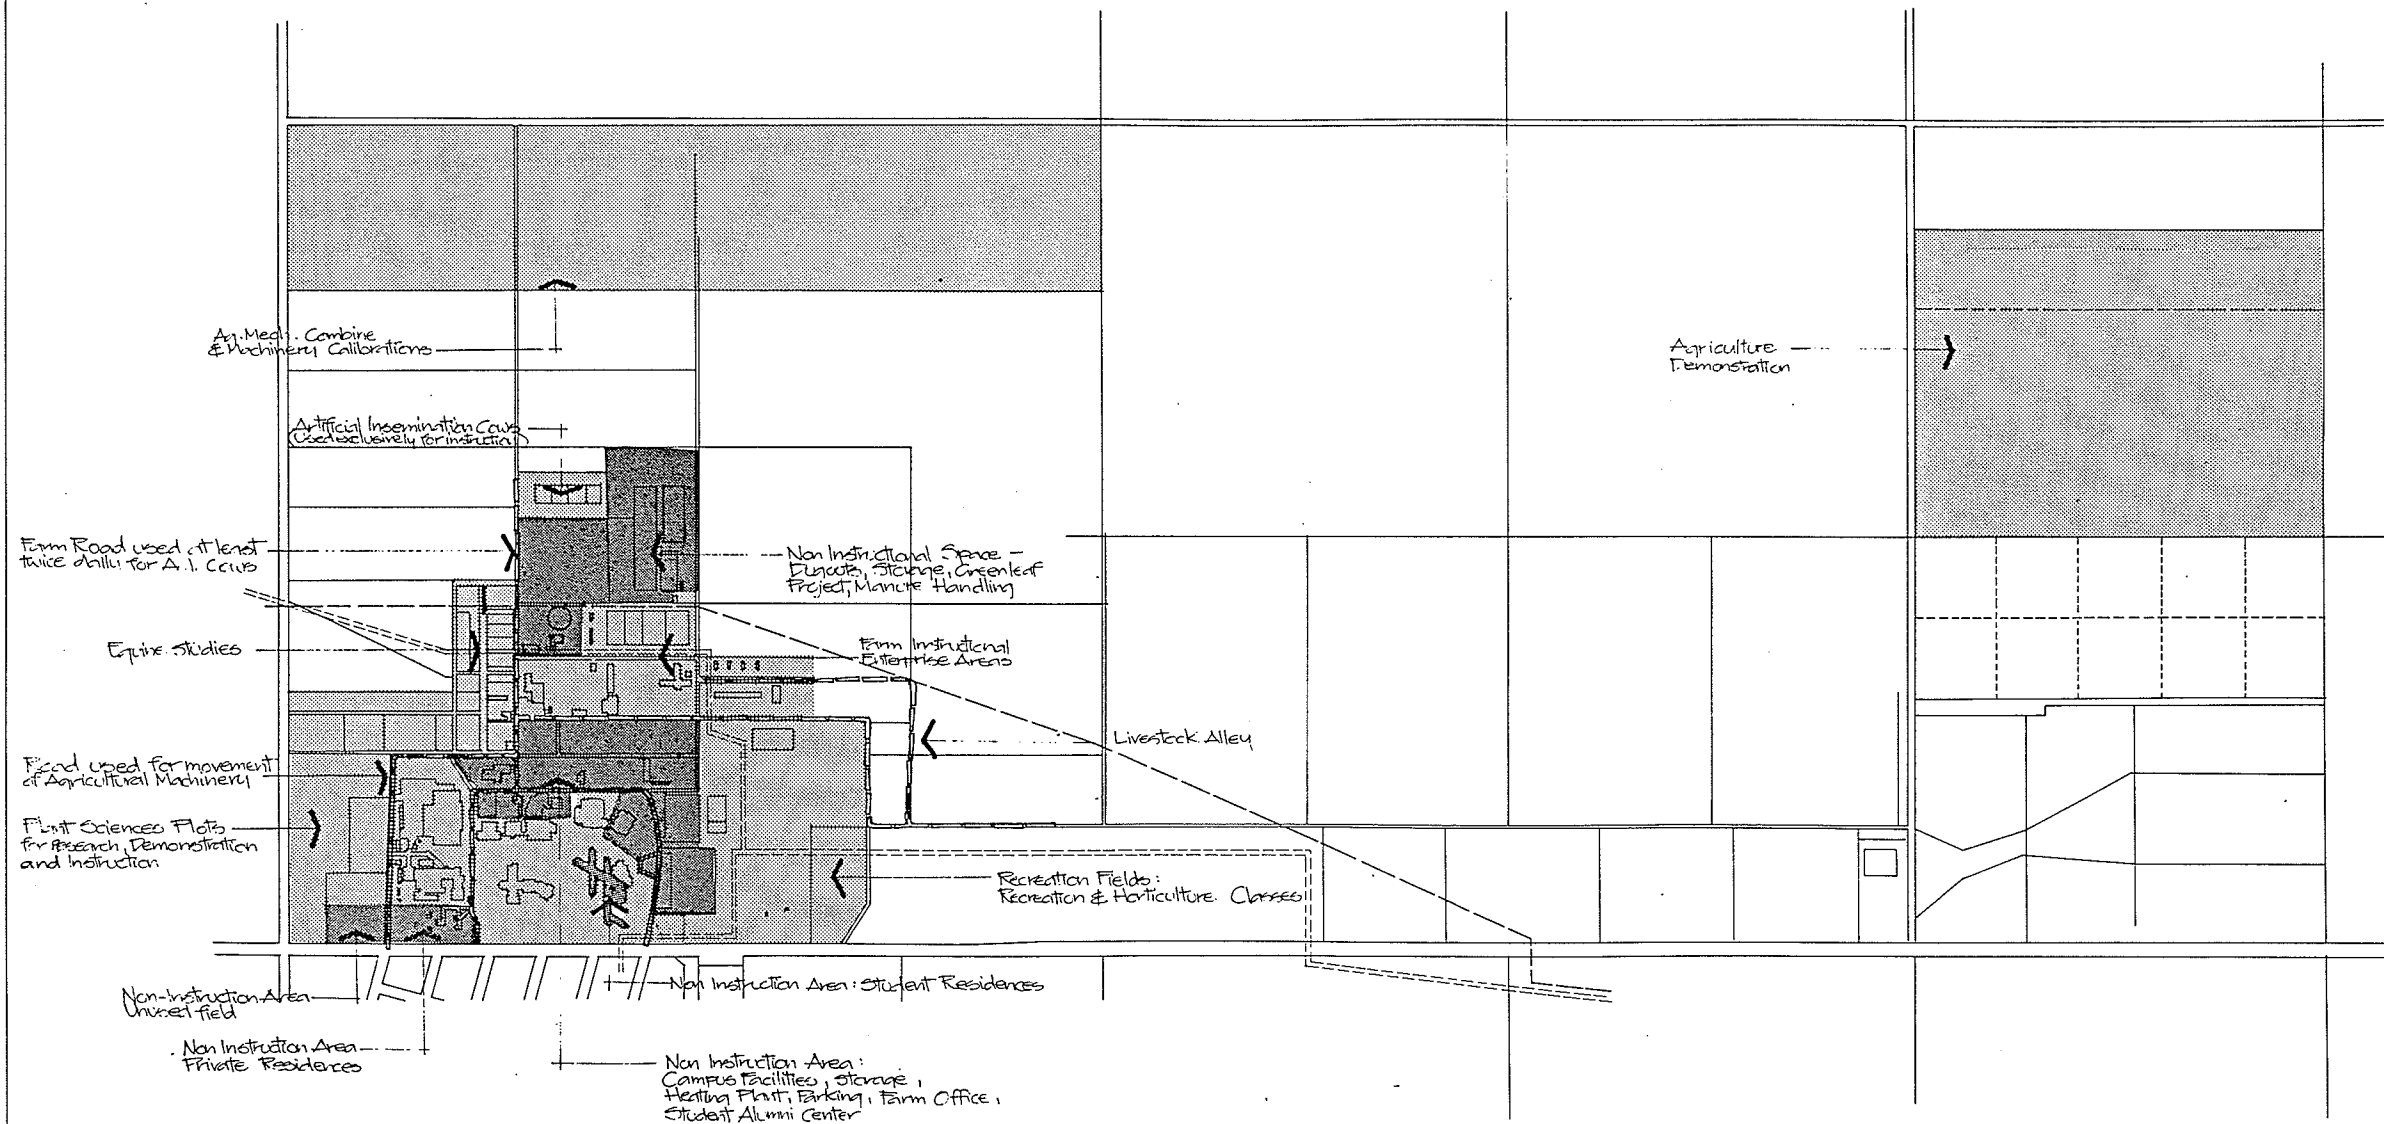 Ag. Mech. Combine
& Machinery Calibrations
Agriculture
Demonstration
Artificial Insemination Cows
(Used exclusively for instruction)
Farm Road used at least
twice daily for A.I. Cows
Non Instructional Space -
Dugouts, Storage, Greenleaf
Project, Manure Handling
Equine Studies
Farm Instructional
Enterprise Areas
Livestock Alley
Road used for movement
of Agricultural Machinery
Plant Sciences Plots
for Research, Demonstration
and Instruction
Recreation Fields:
Recreation & Horticulture Classes
Non Instruction Area: Student Residences
Non-Instruction Area
Unused field
Non Instruction Area
Private Residences
Non Instruction Area:
Campus Facilities, Storage,
Heating Plant, Parking, Farm Office,
Student Alumni Center